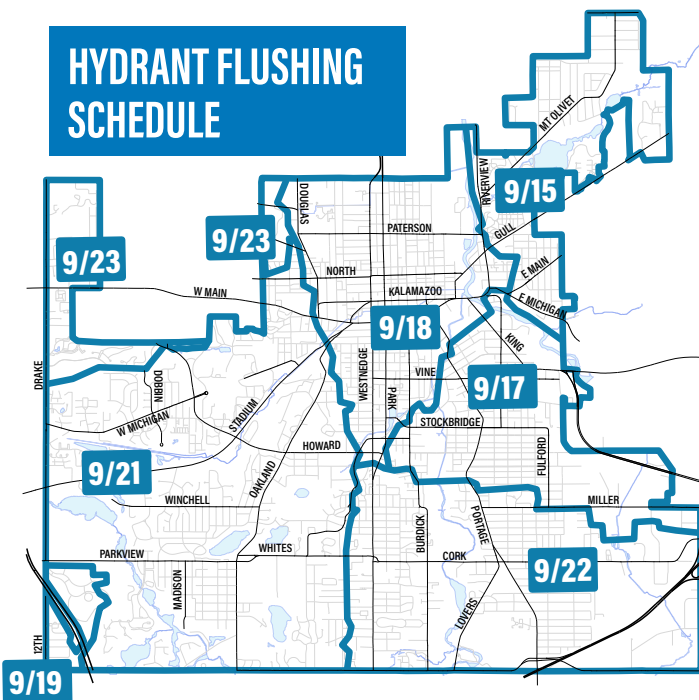 HYDRANT FLUSHING
SCHEDULE
MT OLIVET
RIVERVIEW
9/15
DOUGLAS
PATERSON
GULL
9/23
9/23
NORTH
E MAIN
W MAIN
KALAMAZOO
E MICHIGAN
9/18
KING
DRAKE
WESTNEDGE
VINE
9/17
DOBBIN
PARK
STADIUM
W MICHIGAN
STOCKBRIDGE
HOWARD
FULFORD
9/21
OAKLAND
WINCHELL
MILLER
BURDICK
PORTAGE
PARKVIEW
WHITES
CORK
9/22
MADISON
LOVERS
12TH
9/19